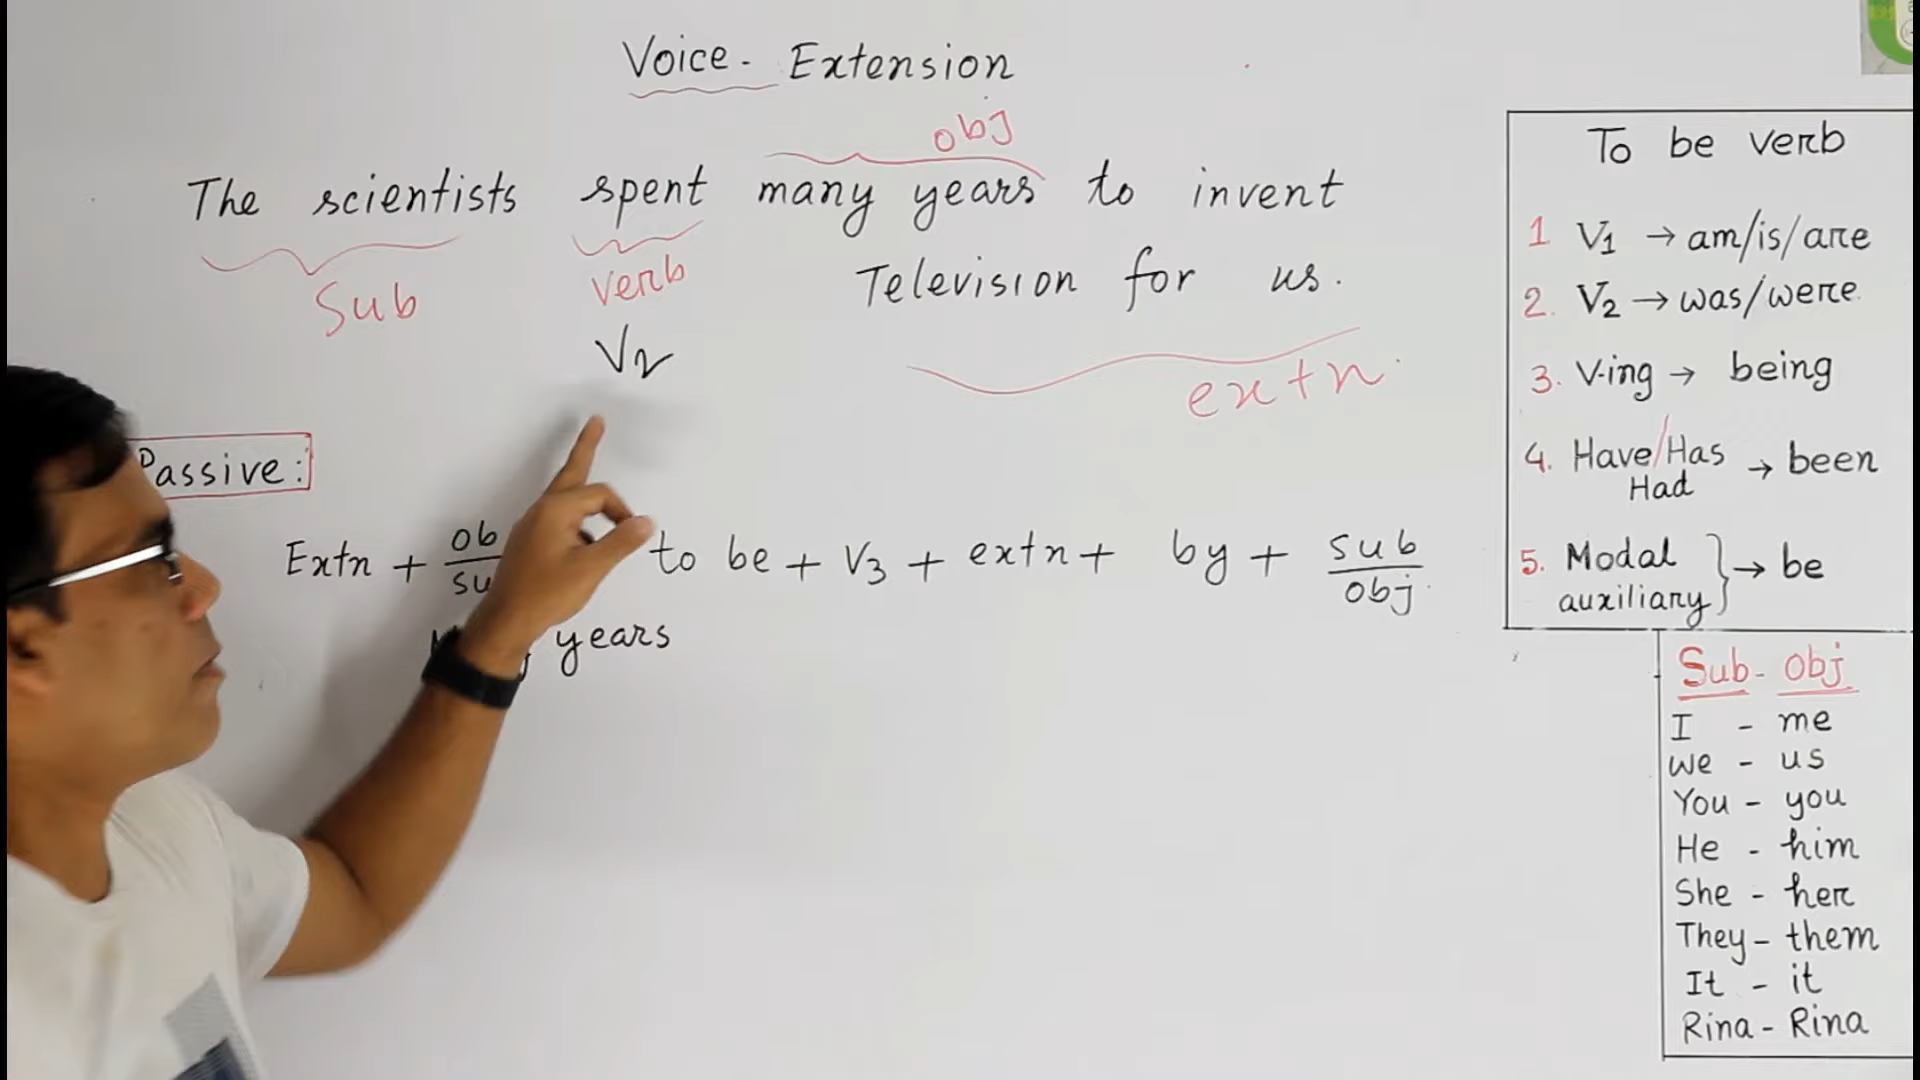 Voice - Extension
obj
The scientists spent many years to invent
Sub
verb
Television for us.
V2
extn
Passive:
Extn + ob
su
to be + V3 + extn + by + sub
obj
years
To be verb
1 V1 → am/is/are
2. V2 → was/were
3. V-ing → being
4. Have/Has → been
Had
5. Modal
auxiliary } → be
Sub - obj
I - me
We - us
You - you
He - him
She - her
They - them
It - it
Rina - Rina